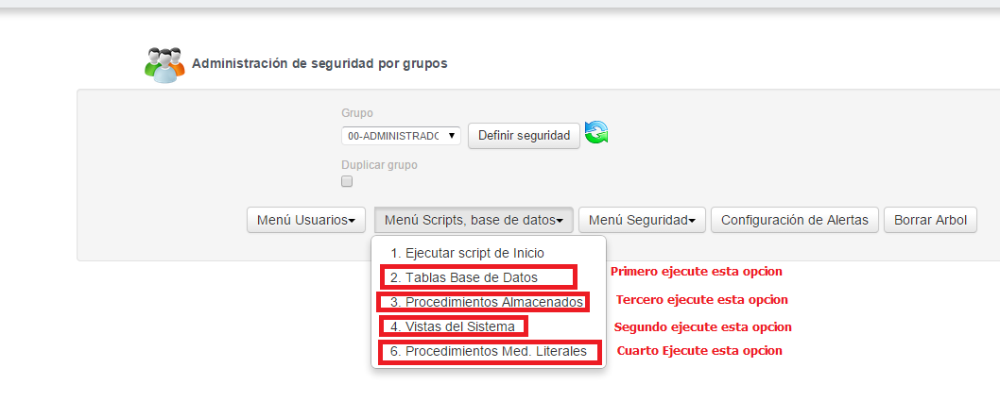 Administración de seguridad por grupos
Grupo
00-ADMINISTRADO
Definir seguridad
Duplicar grupo
Menú Usuarios
Menú Scripts, base de datos
Menú Seguridad
Configuración de Alertas
Borrar Arbol
1. Ejecutar script de Inicio
2. Tablas Base de Datos
Primero ejecute esta opcion
3. Procedimientos Almacenados
Tercero ejecute esta opcion
4. Vistas del Sistema
Segundo ejecute esta opcion
6. Procedimientos Med. Literales
Cuarto Ejecute esta opcion